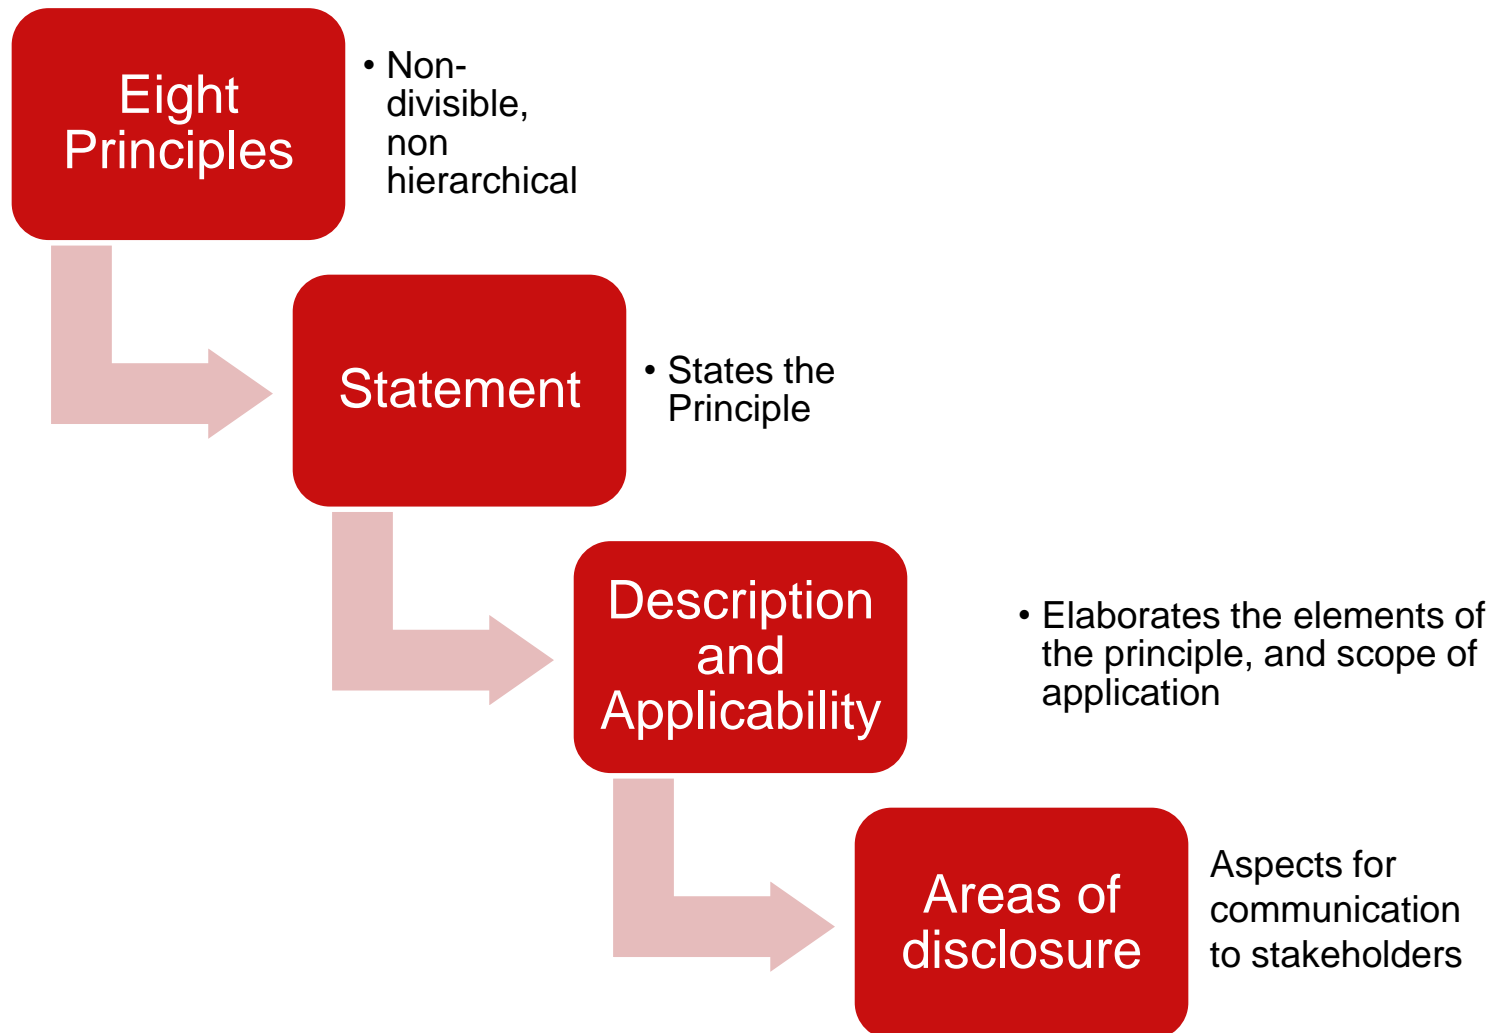 Eight
Principles
• Non-
divisible,
non
hierarchical
Statement
• States the
Principle
Description
and
Applicability
• Elaborates the elements of
the principle, and scope of
application
Areas of
disclosure
Aspects for
communication
to stakeholders